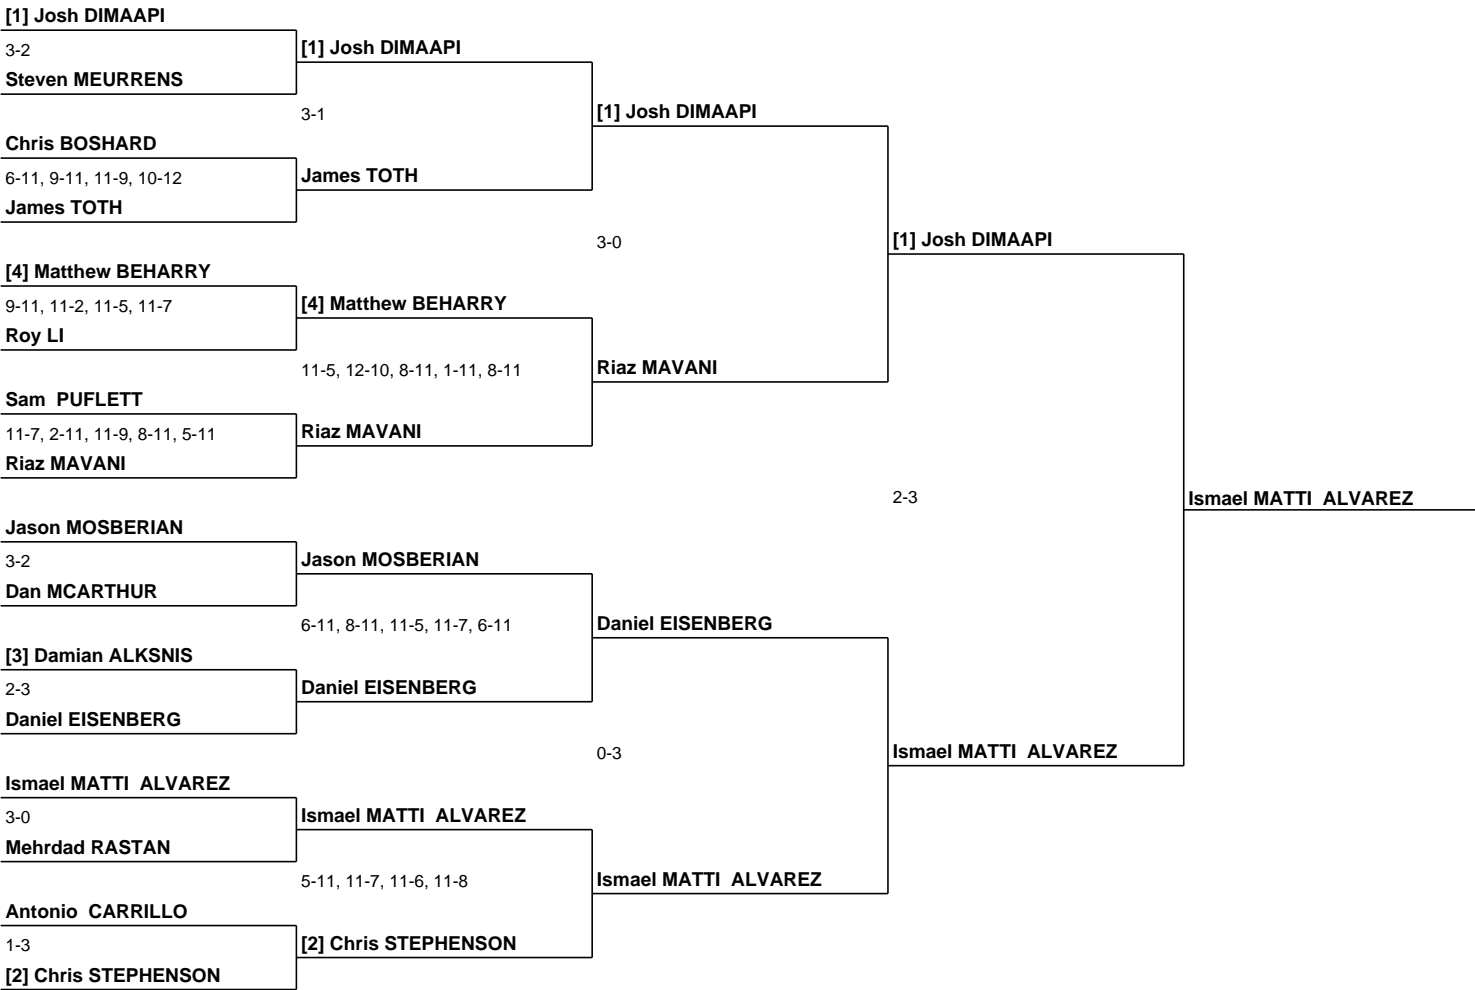 [1] Josh DIMAAPI
3-2
Steven MEURRENS
Chris BOSHARD
6-11, 9-11, 11-9, 10-12
James TOTH
[4] Matthew BEHARRY
9-11, 11-2, 11-5, 11-7
Roy LI
Sam PUFLETT
11-7, 2-11, 11-9, 8-11, 5-11
Riaz MAVANI
Jason MOSBERIAN
3-2
Dan MCARTHUR
[3] Damian ALKSNIS
2-3
Daniel EISENBERG
Ismael MATTI ALVAREZ
3-0
Mehrdad RASTAN
Antonio CARRILLO
1-3
[2] Chris STEPHENSON
[1] Josh DIMAAPI
3-1
James TOTH
[4] Matthew BEHARRY
11-5, 12-10, 8-11, 1-11, 8-11
Riaz MAVANI
Jason MOSBERIAN
6-11, 8-11, 11-5, 11-7, 6-11
Daniel EISENBERG
Ismael MATTI ALVAREZ
5-11, 11-7, 11-6, 11-8
[2] Chris STEPHENSON
[1] Josh DIMAAPI
3-0
Riaz MAVANI
Daniel EISENBERG
0-3
Ismael MATTI ALVAREZ
[1] Josh DIMAAPI
2-3
Ismael MATTI ALVAREZ
Ismael MATTI ALVAREZ